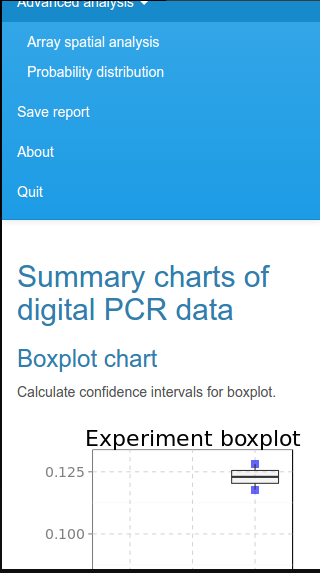 Advanced analysis
Array spatial analysis
Probability distribution
Save report
About
Quit
Summary charts of
digital PCR data
Boxplot chart
Calculate confidence intervals for boxplot.
Experiment boxplot
0.125
0.100